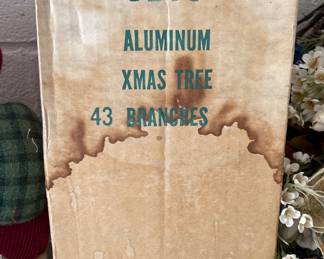 ALUMINUM
XMAS TREE
43 BRANCHES